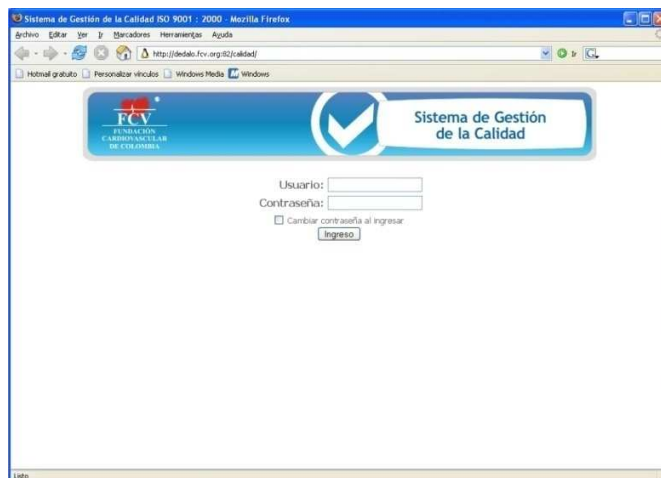 Sistema de Gestión de la Calidad ISO 9001 : 2000 - Mozilla Firefox
Archivo Editar Ver Ir Marcadores Herramientas Ayuda
http://dedalo.fcv.org:82/calidad/ Ir
Hotmail gratuito Personalizar vínculos Windows Media Windows
FCV
FUNDACIÓN
CARDIOVASCULAR
DE COLOMBIA
Sistema de Gestión
de la Calidad
Usuario:
Contraseña:
Cambiar contraseña al ingresar
Ingreso
Listo